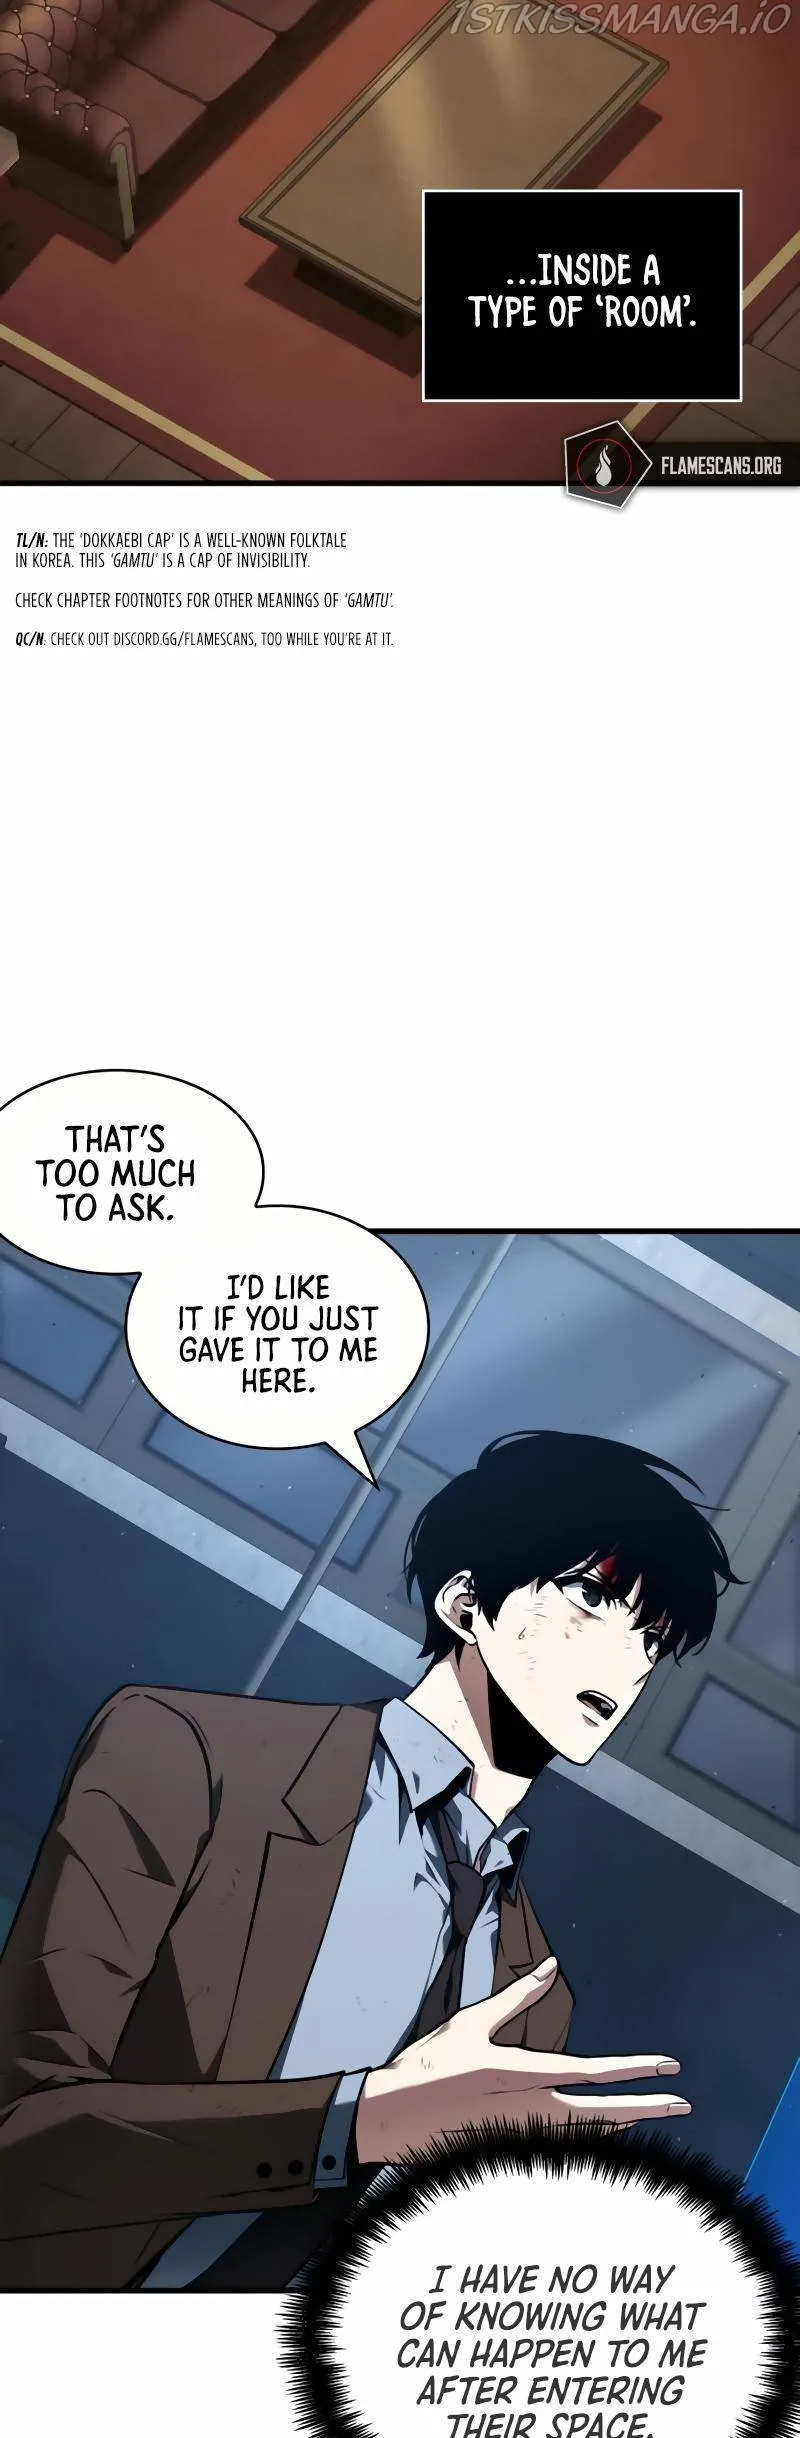 1STKISSMANGA.IO
...INSIDE A
TYPE OF ‘ROOM’.
FLAMESCANS.ORG
TL/N: THE ‘DOKKAEBI CAP’ IS A WELL-KNOWN FOLKTALE
IN KOREA. THIS ‘GAMTU’ IS A CAP OF INVISIBILITY.
CHECK CHAPTER FOOTNOTES FOR OTHER MEANINGS OF ‘GAMTU’.
QC/N: CHECK OUT DISCORD.GG/FLAMESCANS, TOO WHILE YOU'RE AT IT.
THAT'S
TOO MUCH
TO ASK.
I'D LIKE
IT IF YOU JUST
GAVE IT TO ME
HERE.
I HAVE NO WAY
OF KNOWING WHAT
CAN HAPPEN TO ME
AFTER ENTERING
THEIR SPACE.